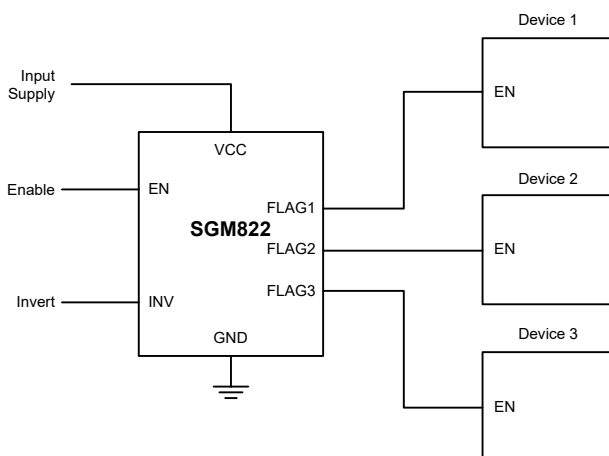 Device 1
Input
Supply
EN
VCC
Enable
EN
FLAG1
Device 2
SGM822
FLAG2
EN
FLAG3
Invert
INV
GND
Device 3
EN